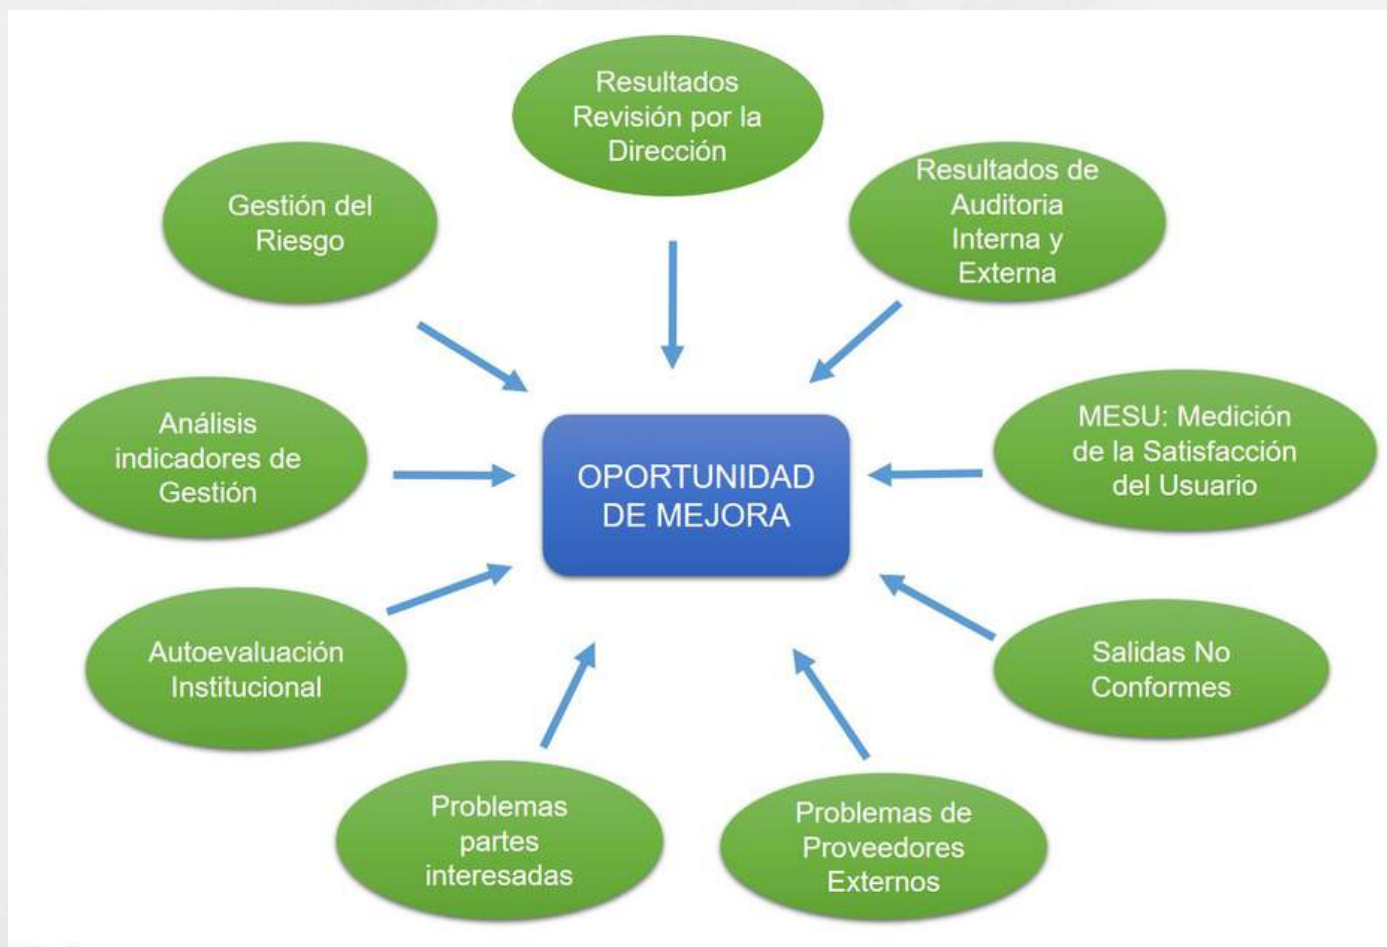 Resultados
Revisión por la
Dirección
Resultados de
Auditoria
Interna y
Externa
Gestión del
Riesgo
MESU: Medición
de la Satisfacción
del Usuario
Análisis
indicadores de
Gestión
OPORTUNIDAD
DE MEJORA
Salidas No
Conformes
Autoevaluación
Institucional
Problemas
partes
interesadas
Problemas de
Proveedores
Externos